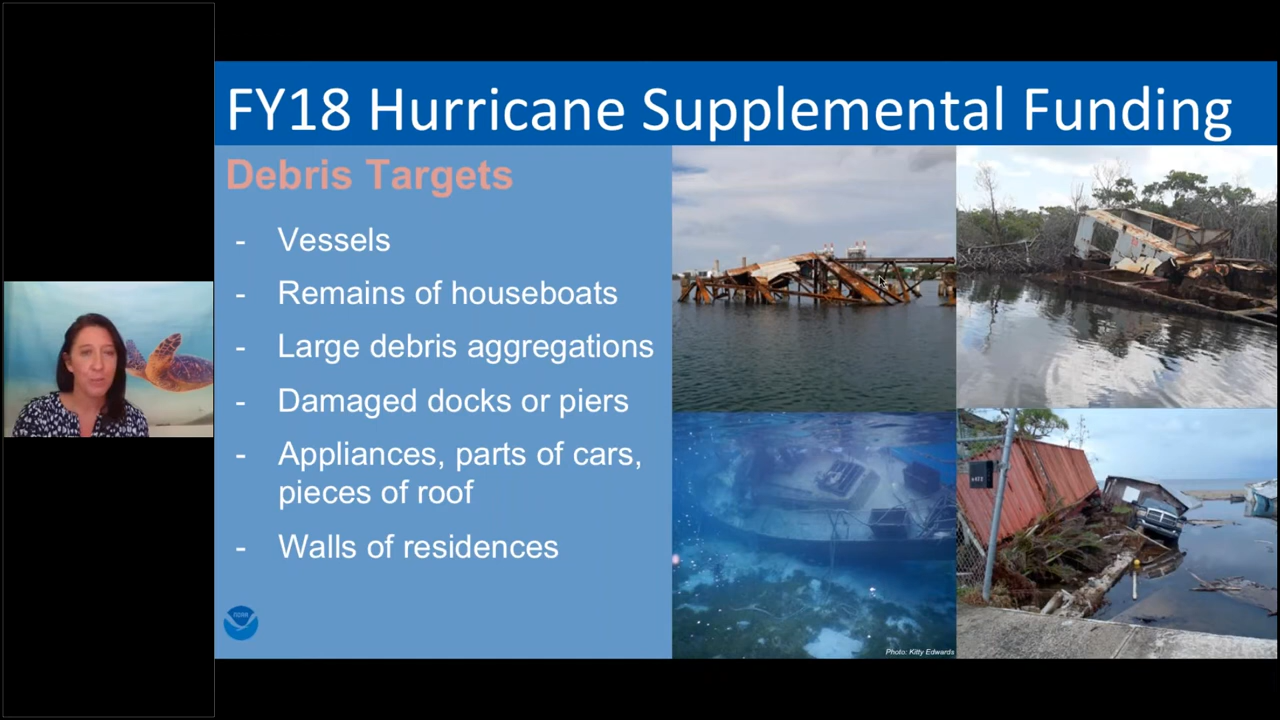 FY18 Hurricane Supplemental Funding
Debris Targets
- Vessels
- Remains of houseboats
- Large debris aggregations
- Damaged docks or piers
- Appliances, parts of cars,
pieces of roof
- Walls of residences
Photo: Kitty Edwards